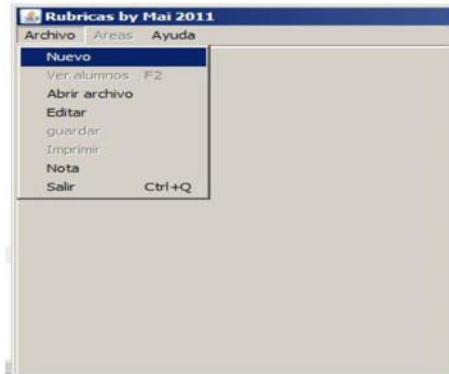 Rubricas by Mai 2011
Archivo Areas Ayuda
Nuevo
Ver alumnos F2
Abrir archivo
Editar
guardar
Imprimir
Nota
Salir Ctrl+Q